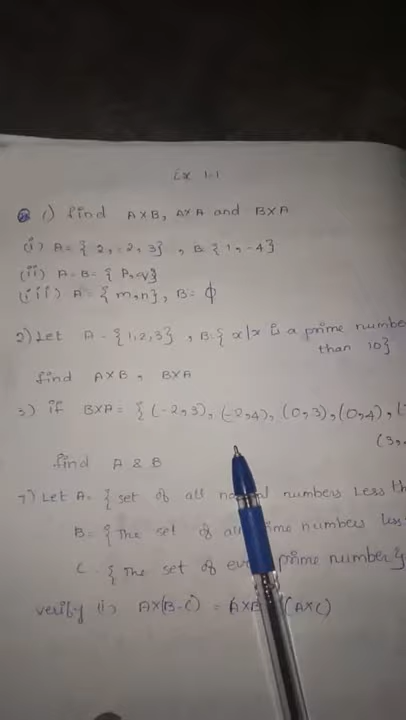 Ex 1.1
1) find A×B, A×A and B×A
(i) A = {2, -2, 3}, B = {1, -4}
(ii) A = B = {p, q}
(iii) A = {m, n}, B = ϕ
2) Let A = {1, 2, 3}, B = {x/x is a prime numbe
than 10}
find A×B, B×A
3) if B×A = {(-2, 3), (-2, 4), (0, 3), (0, 4), (
(3,
find A & B
7) Let A = { set of all numbers less th
B = {The set of all numbers les
C = {The set of prime number}
verify (i) A×(B-C) = (A×C)